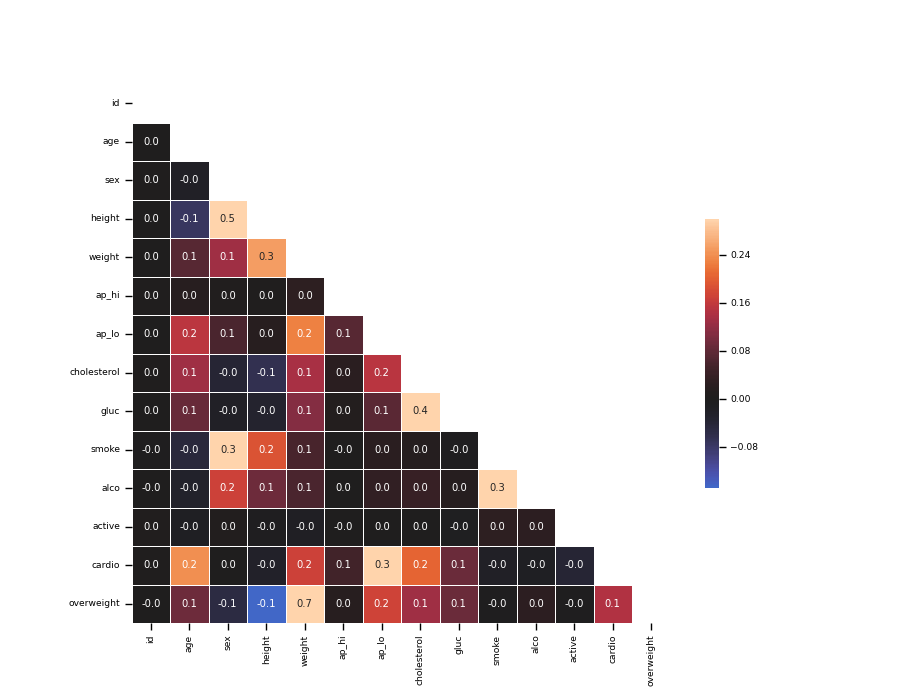 id
age 0.0
sex 0.0 -0.0
height 0.0 -0.1 0.5
weight 0.0 0.1 0.1 0.3
ap_hi 0.0 0.0 0.0 0.0 0.0
ap_lo 0.0 0.2 0.1 0.0 0.2 0.1
cholesterol 0.0 0.1 -0.0 -0.1 0.1 0.0 0.2
gluc 0.0 0.1 -0.0 -0.0 0.1 0.0 0.1 0.4
smoke -0.0 -0.0 0.3 0.2 0.1 -0.0 0.0 0.0 -0.0
alco -0.0 -0.0 0.2 0.1 0.1 0.0 0.0 0.0 0.0 0.3
active 0.0 -0.0 0.0 -0.0 -0.0 -0.0 0.0 0.0 -0.0 0.0 0.0
cardio 0.0 0.2 0.0 -0.0 0.2 0.1 0.3 0.2 0.1 -0.0 -0.0 -0.0
overweight -0.0 0.1 -0.1 -0.1 0.7 0.0 0.2 0.1 0.1 -0.0 0.0 -0.0 0.1
id age sex height weight ap_hi ap_lo cholesterol gluc smoke alco active cardio overweight
0.24
0.16
0.08
0.00
−0.08